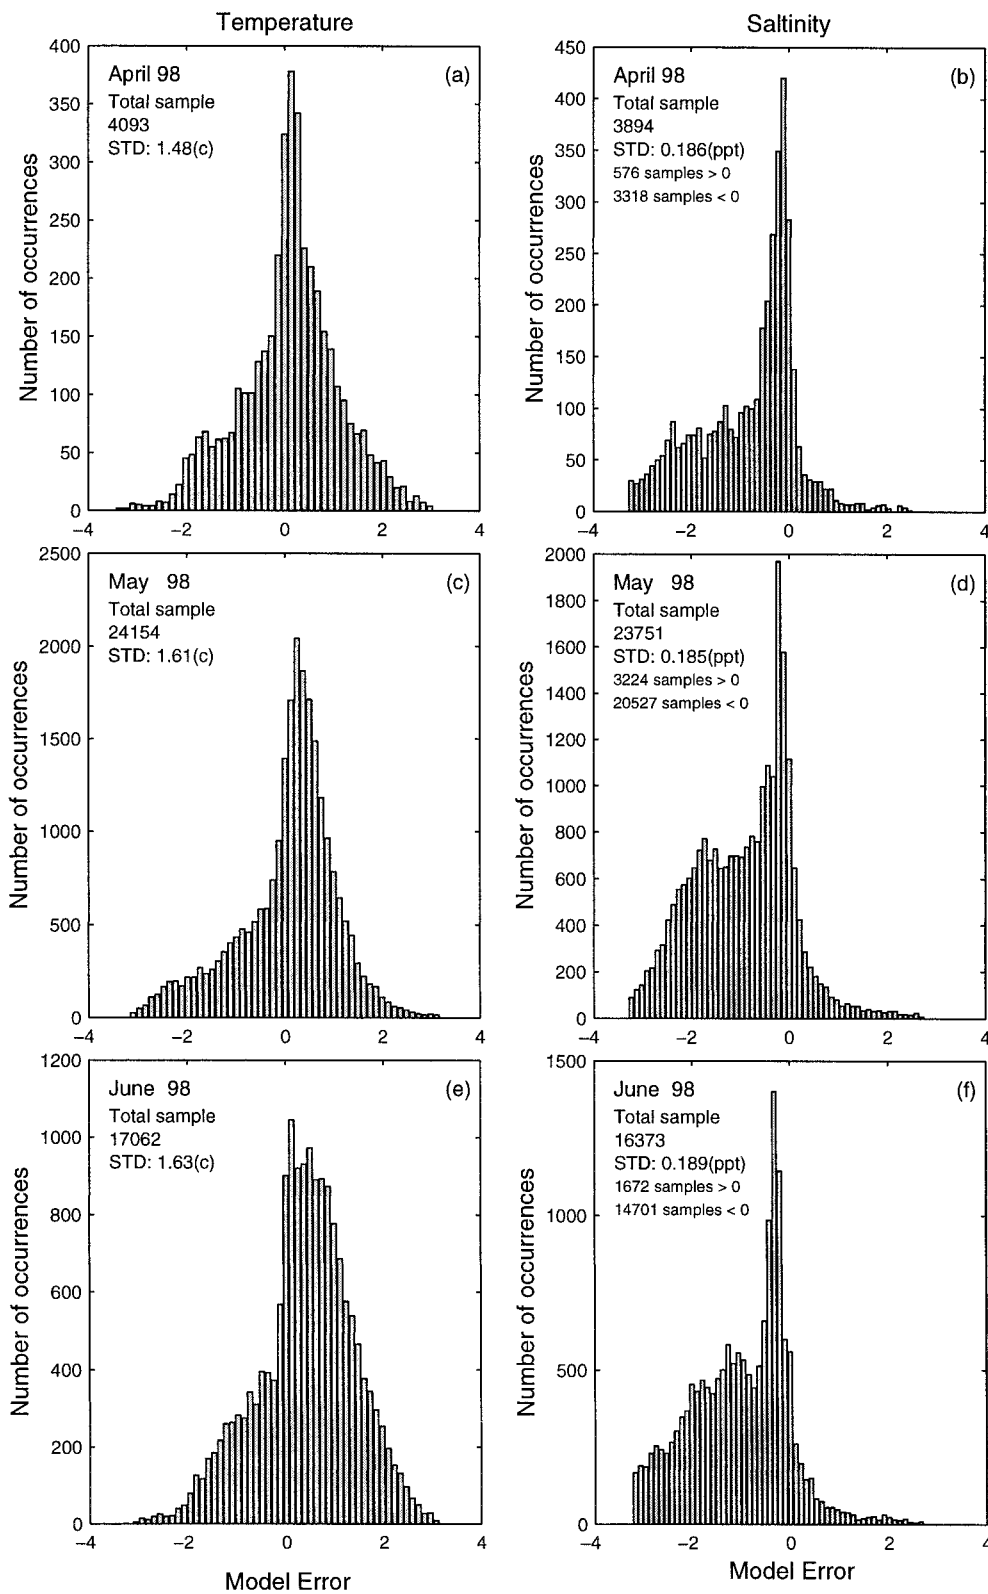 Temperature
Saltinity
April 98
(a)
Total sample
4093
STD: 1.48(c)
Number of occurrences
400
350
300
250
200
150
100
50
0
−4
−2
0
2
4
April 98
(b)
Total sample
3894
STD: 0.186(ppt)
576 samples > 0
3318 samples < 0
Number of occurrences
450
400
350
300
250
200
150
100
50
0
−4
−2
0
2
4
May 98
(c)
Total sample
24154
STD: 1.61(c)
Number of occurrences
2500
2000
1500
1000
500
0
−4
−2
0
2
4
May 98
(d)
Total sample
23751
STD: 0.185(ppt)
3224 samples > 0
20527 samples < 0
Number of occurrences
2000
1800
1600
1400
1200
1000
800
600
400
200
0
−4
−2
0
2
4
June 98
(e)
Total sample
17062
STD: 1.63(c)
Number of occurrences
1200
1000
800
600
400
200
0
−4
−2
0
2
4
Model Error
June 98
(f)
Total sample
16373
STD: 0.189(ppt)
1672 samples > 0
14701 samples < 0
Number of occurrences
1500
1000
500
0
−4
−2
0
2
4
Model Error